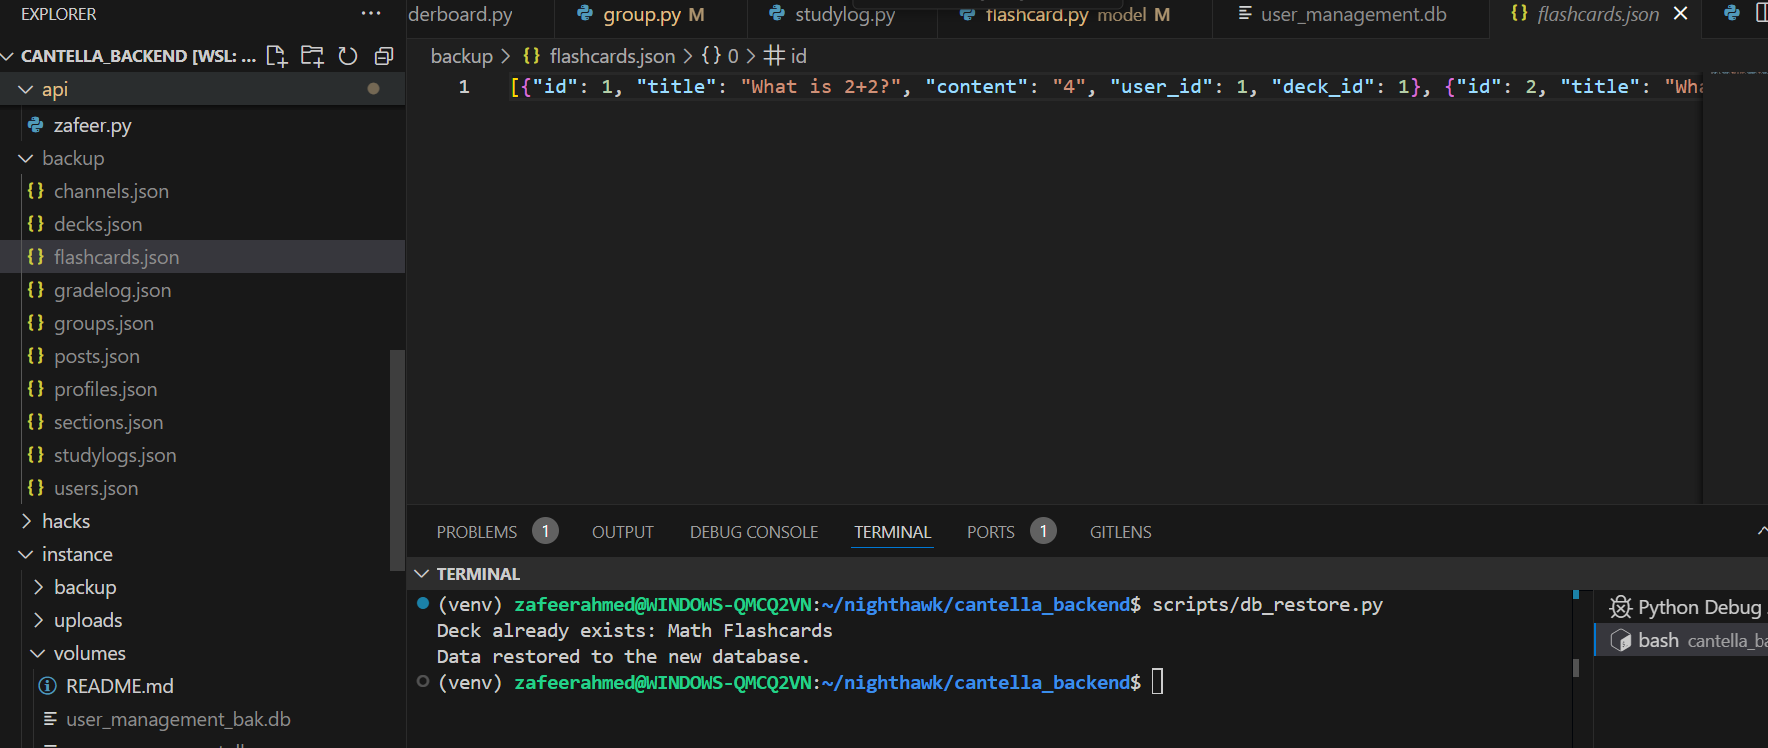 EXPLORER
CANTELLA_BACKEND [WSL: ...
api
zafeer.py
backup
channels.json
decks.json
flashcards.json
gradelog.json
groups.json
posts.json
profiles.json
sections.json
studylogs.json
users.json
hacks
instance
backup
uploads
volumes
README.md
user_management_bak.db
derboard.py
group.py M
studylog.py
flashcard.py model M
user_management.db
flashcards.json
backup > {} flashcards.json > {} 0 > # id
1 [{"id": 1, "title": "What is 2+2?", "content": "4", "user_id": 1, "deck_id": 1}, {"id": 2, "title": "Wha
PROBLEMS 1 OUTPUT DEBUG CONSOLE TERMINAL PORTS 1 GITLENS
TERMINAL
(venv) zafeerahmed@WINDOWS-QMCQ2VN:~/nighthawk/cantella_backend$ scripts/db_restore.py
Deck already exists: Math Flashcards
Data restored to the new database.
(venv) zafeerahmed@WINDOWS-QMCQ2VN:~/nighthawk/cantella_backend$
Python Debug
bash cantella_ba